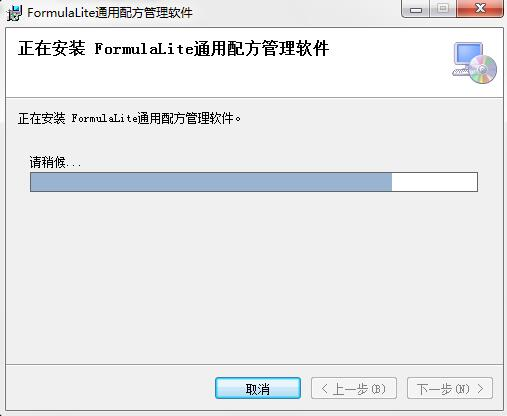 FormulaLite通用配方管理软件
正在安装 FormulaLite通用配方管理软件
正在安装 FormulaLite通用配方管理软件。
请稍候...
取消
< 上一步(B)
下一步(N) >